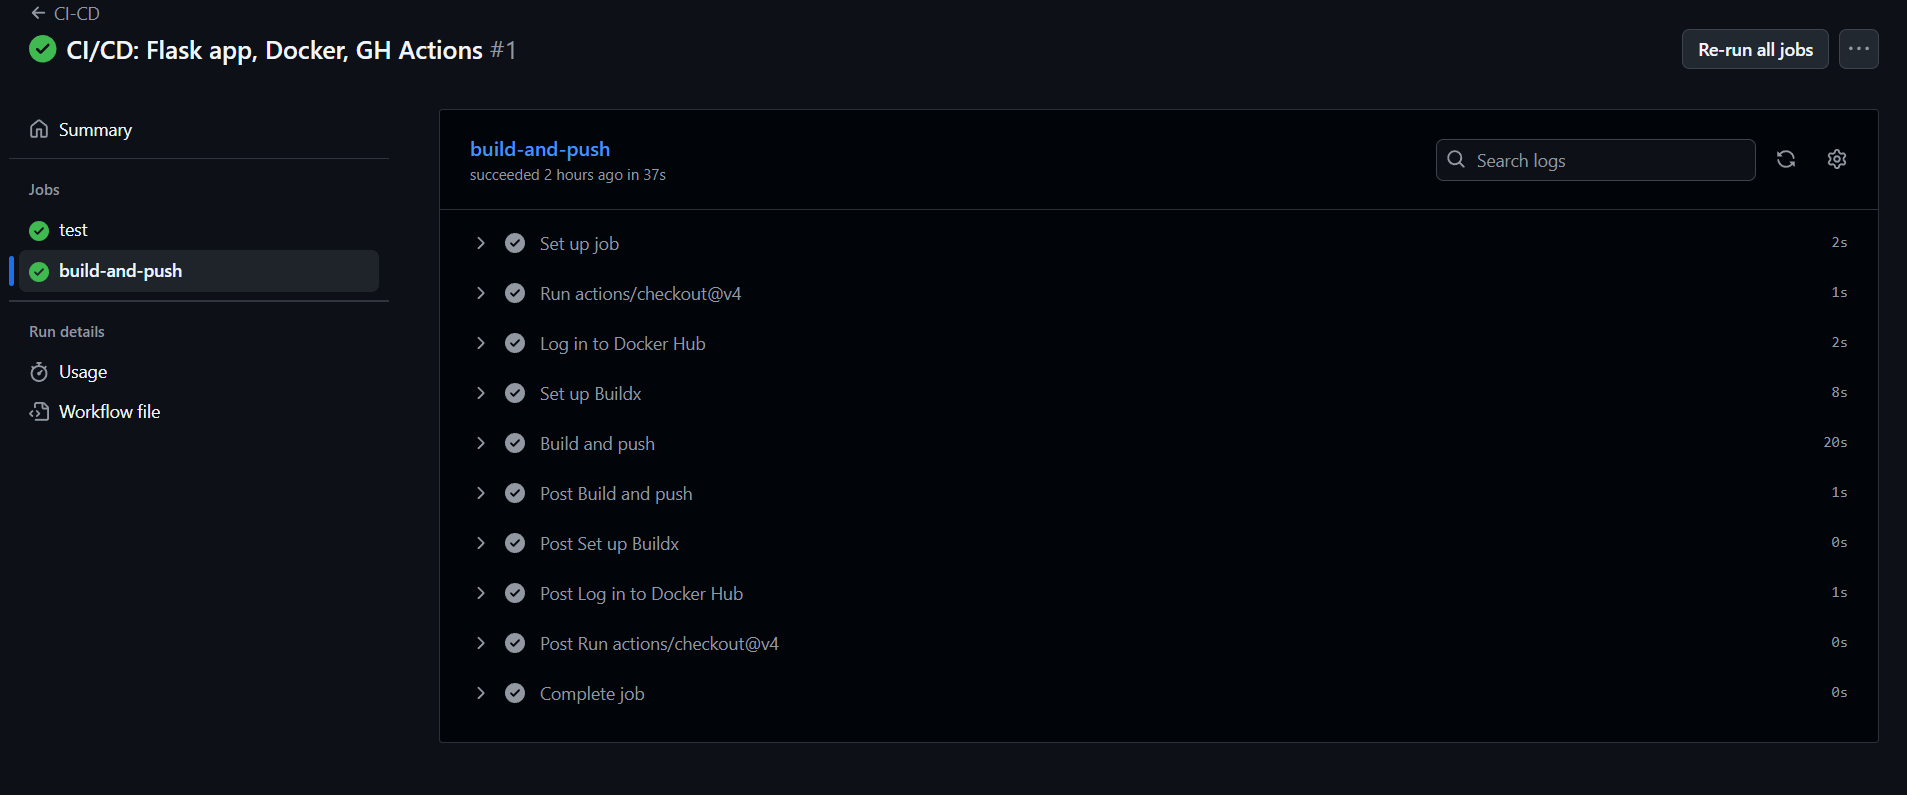 CI-CD
CI/CD: Flask app, Docker, GH Actions #1
Re-run all jobs
Summary
Jobs
test
build-and-push
Run details
Usage
Workflow file
build-and-push
succeeded 2 hours ago in 37s
Search logs
Set up job 2s
Run actions/checkout@v4 1s
Log in to Docker Hub 2s
Set up Buildx 8s
Build and push 20s
Post Build and push 1s
Post Set up Buildx 0s
Post Log in to Docker Hub 1s
Post Run actions/checkout@v4 0s
Complete job 0s